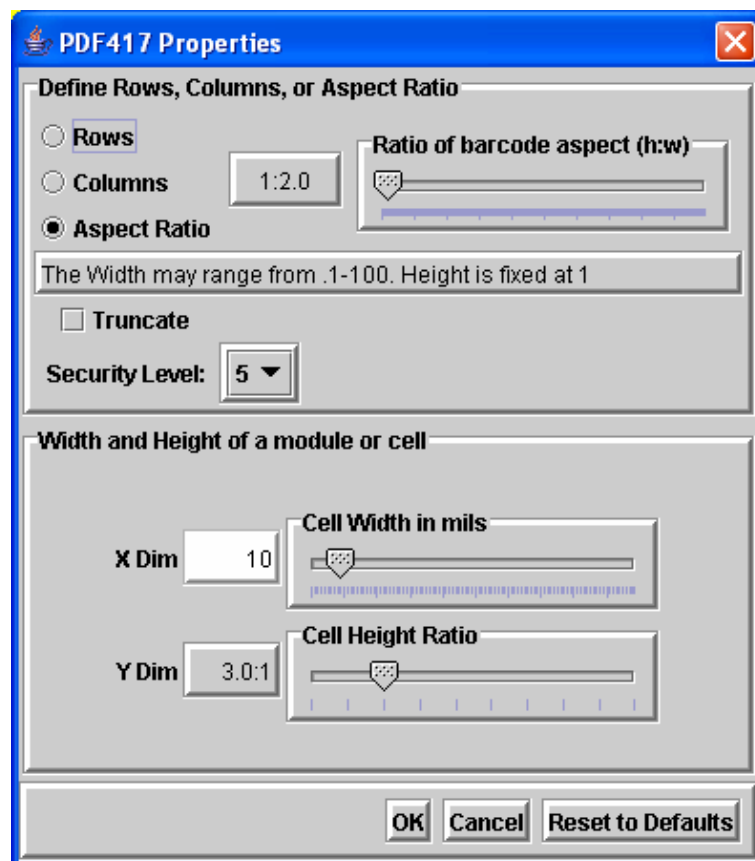 PDF417 Properties
Define Rows, Columns, or Aspect Ratio
Rows
Columns
Aspect Ratio
1:2.0
Ratio of barcode aspect (h:w)
The Width may range from .1-100. Height is fixed at 1
Truncate
Security Level: 5
Width and Height of a module or cell
X Dim 10
Cell Width in mils
Y Dim 3.0:1
Cell Height Ratio
OK Cancel Reset to Defaults